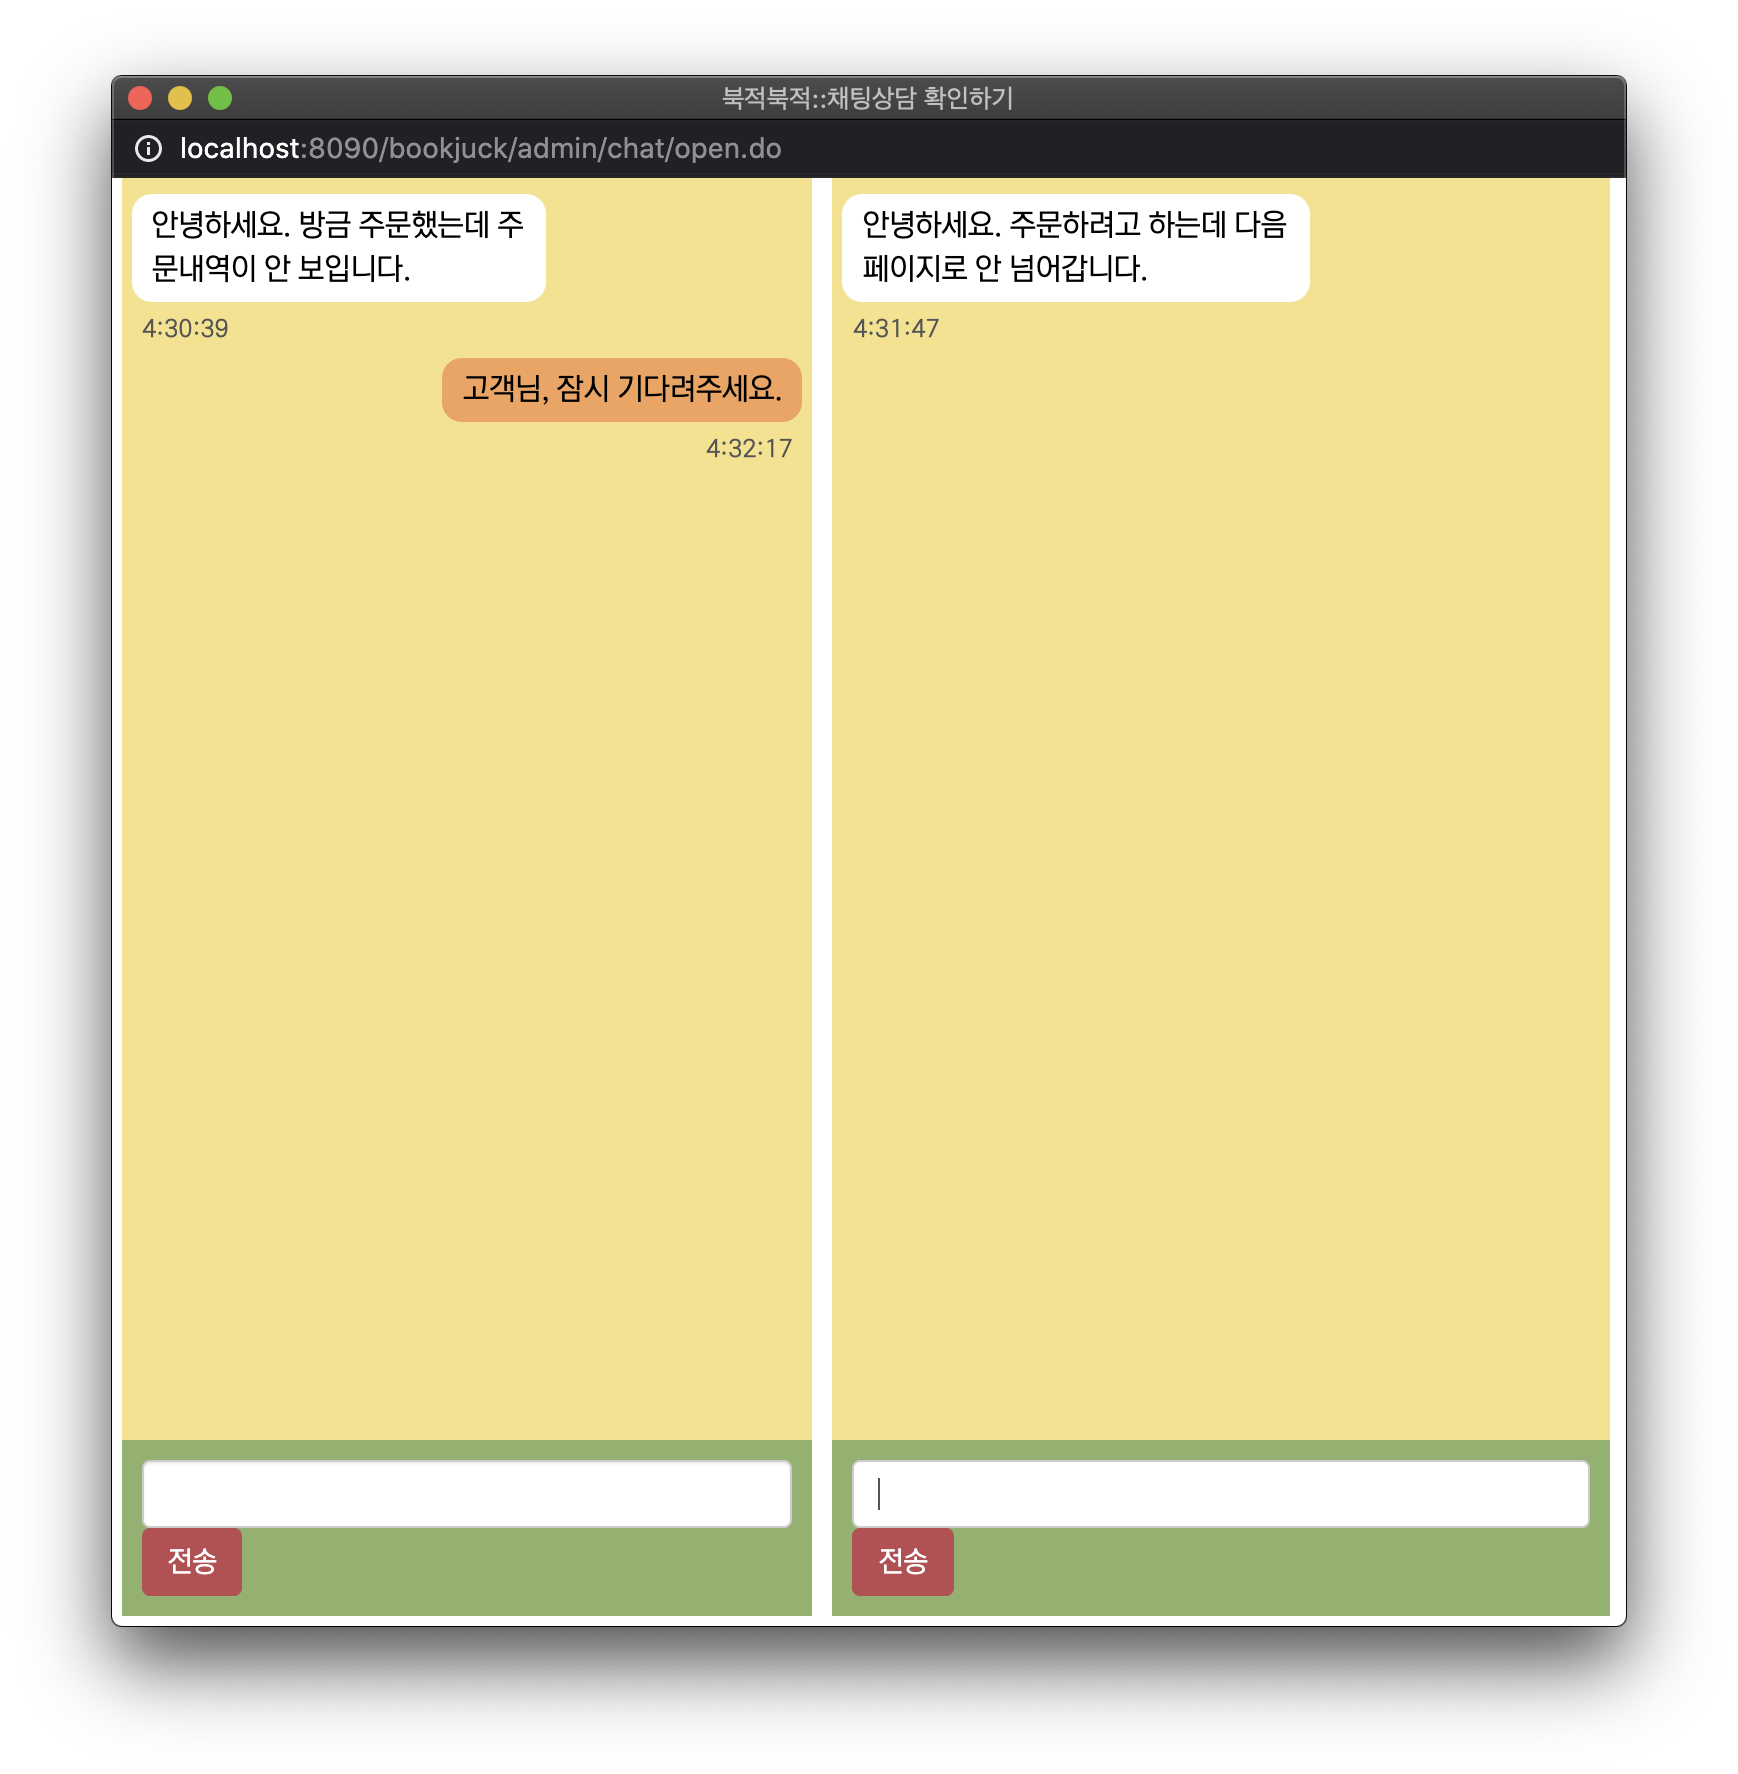 북적북적::채팅상담 확인하기
localhost:8090/bookjuck/admin/chat/open.do
안녕하세요. 방금 주문했는데 주
문내역이 안 보입니다.
4:30:39
고객님, 잠시 기다려주세요.
4:32:17
전송
안녕하세요. 주문하려고 하는데 다음
페이지로 안 넘어갑니다.
4:31:47
전송